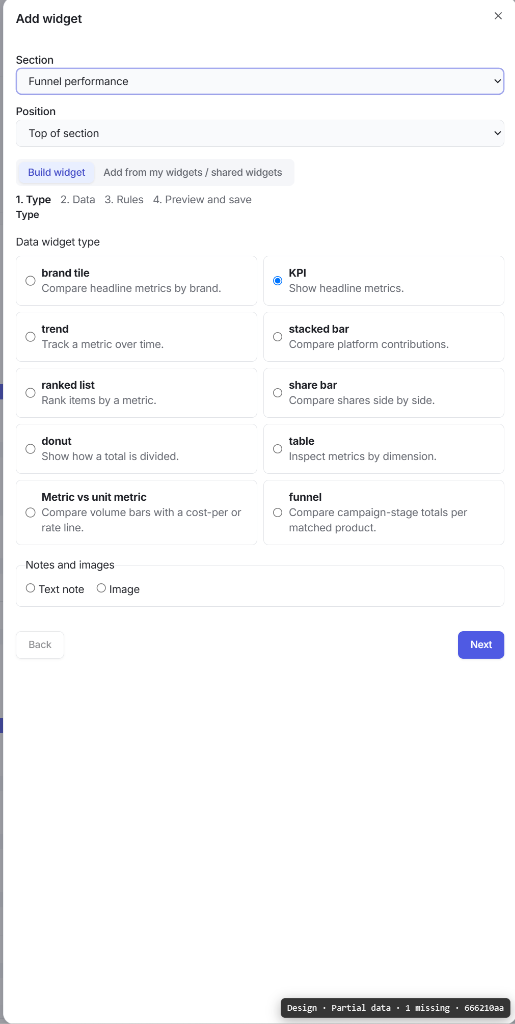 Add widget
Section
Funnel performance
Position
Top of section
Build widget Add from my widgets / shared widgets
1. Type 2. Data 3. Rules 4. Preview and save
Type
Data widget type
brand tile
Compare headline metrics by brand.
KPI
Show headline metrics.
trend
Track a metric over time.
stacked bar
Compare platform contributions.
ranked list
Rank items by a metric.
share bar
Compare shares side by side.
donut
Show how a total is divided.
table
Inspect metrics by dimension.
Metric vs unit metric
Compare volume bars with a cost-per or
rate line.
funnel
Compare campaign-stage totals per
matched product.
Notes and images
Text note Image
Back Next
Design · Partial data · 1 missing · 666210aa